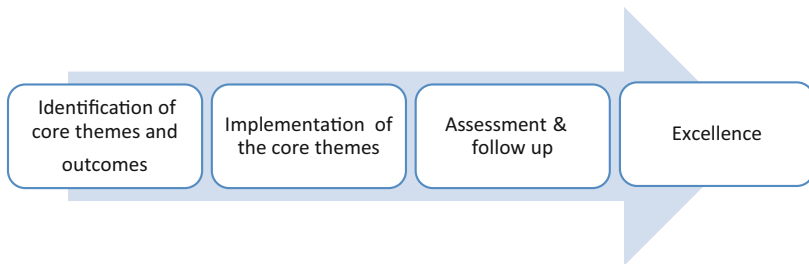 Identification of
core themes and
outcomes
Implementation of
the core themes
Assessment &
follow up
Excellence